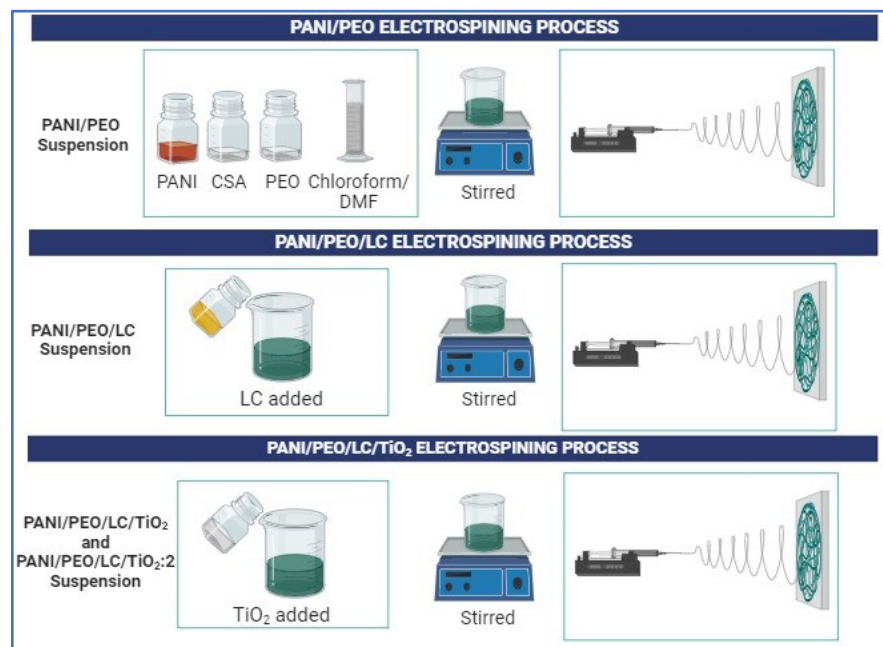 PANI/PEO ELECTROSPINING PROCESS
PANI/PEO
Suspension
PANI
CSA
PEO
Chloroform/
DMF
Stirred
PANI/PEO/LC ELECTROSPINING PROCESS
PANI/PEO/LC
Suspension
LC added
Stirred
PANI/PEO/LC/TiO₂ ELECTROSPINING PROCESS
PANI/PEO/LC/TiO₂
and
PANI/PEO/LC/TiO₂:2
Suspension
TiO₂ added
Stirred